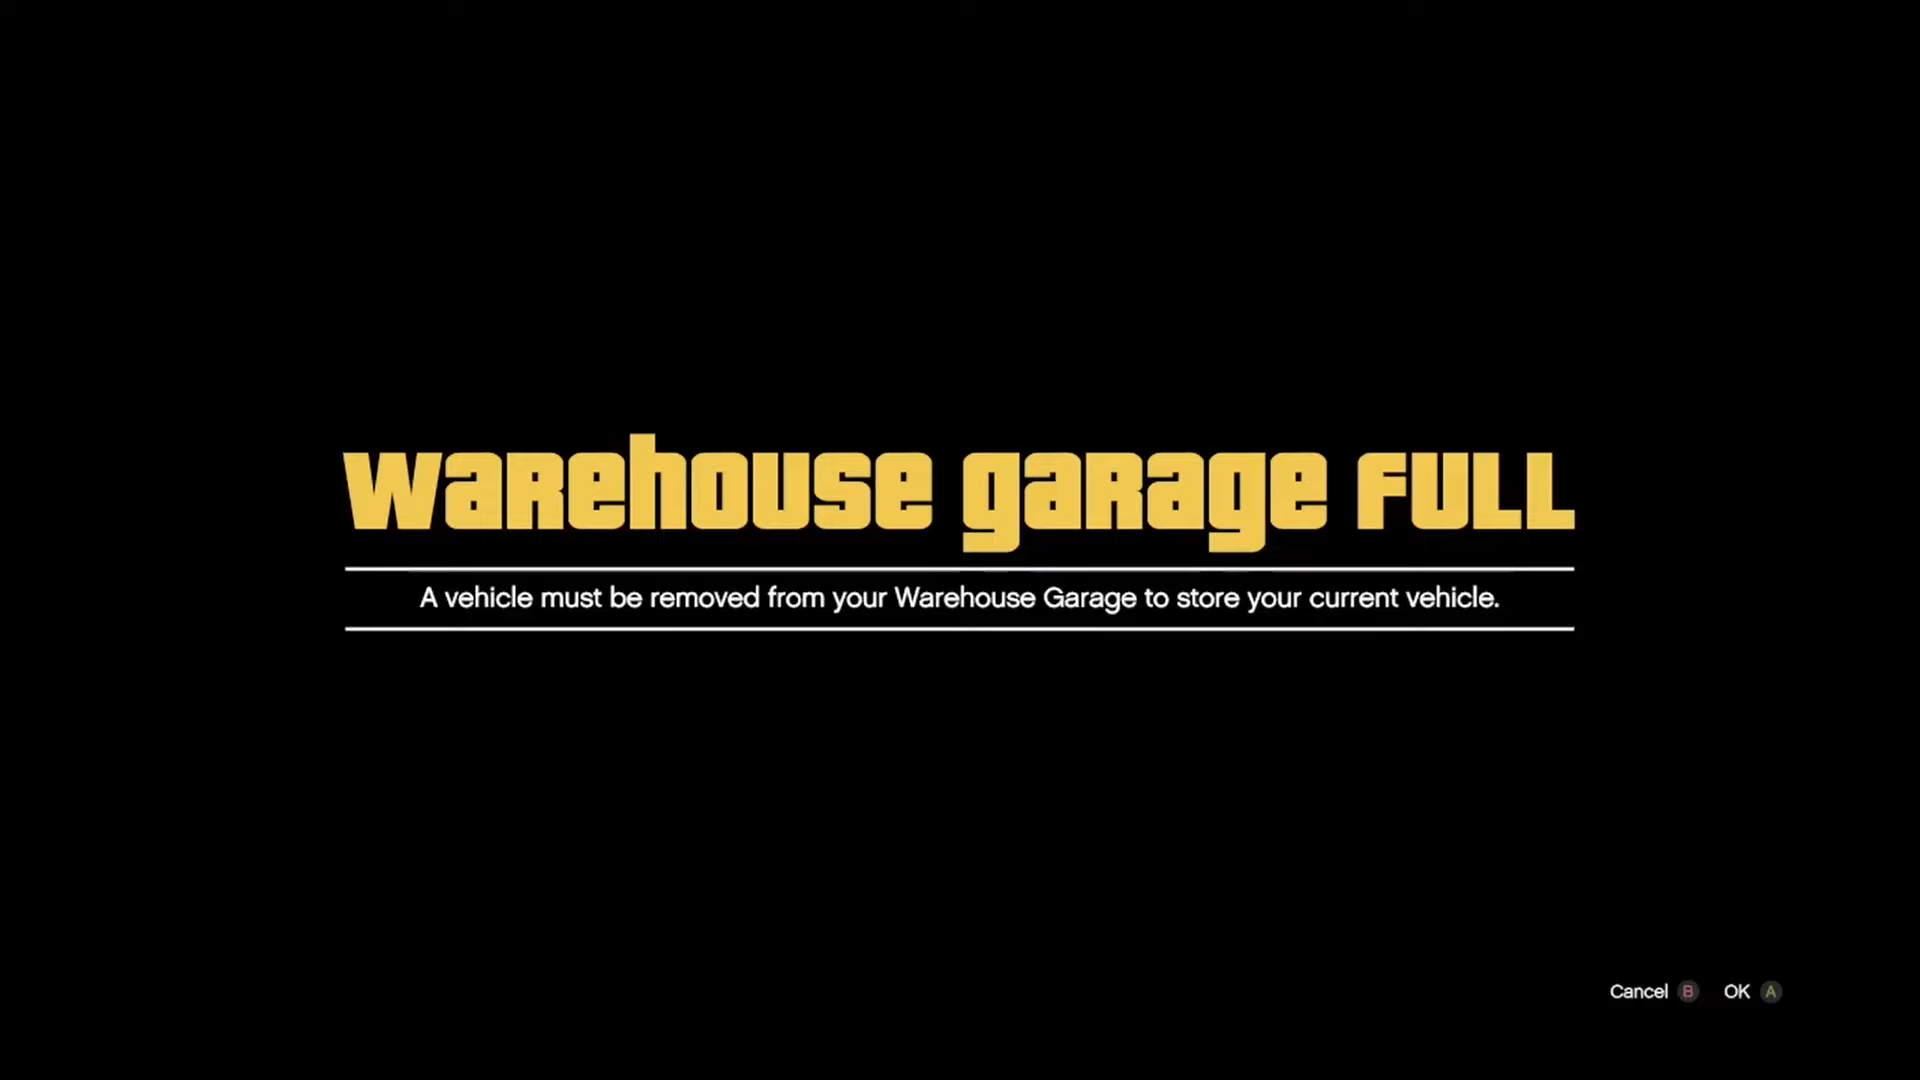 warehouse garage FULL
A vehicle must be removed from your Warehouse Garage to store your current vehicle.
Cancel B OK A